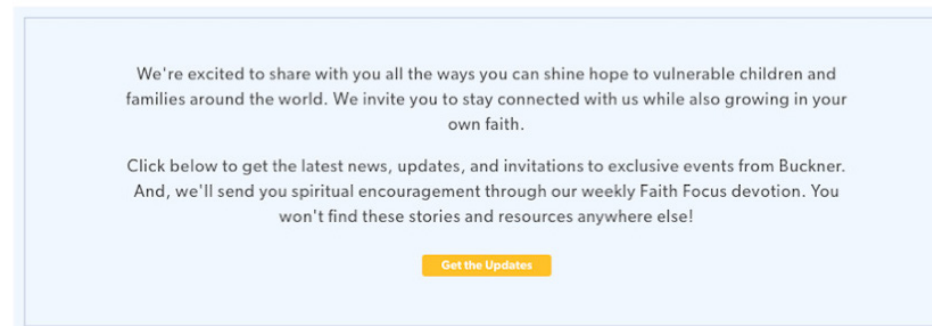 We're excited to share with you all the ways you can shine hope to vulnerable children and
families around the world. We invite you to stay connected with us while also growing in your
own faith.
Click below to get the latest news, updates, and invitations to exclusive events from Buckner.
And, we'll send you spiritual encouragement through our weekly Faith Focus devotion. You
won't find these stories and resources anywhere else!
Get the Updates